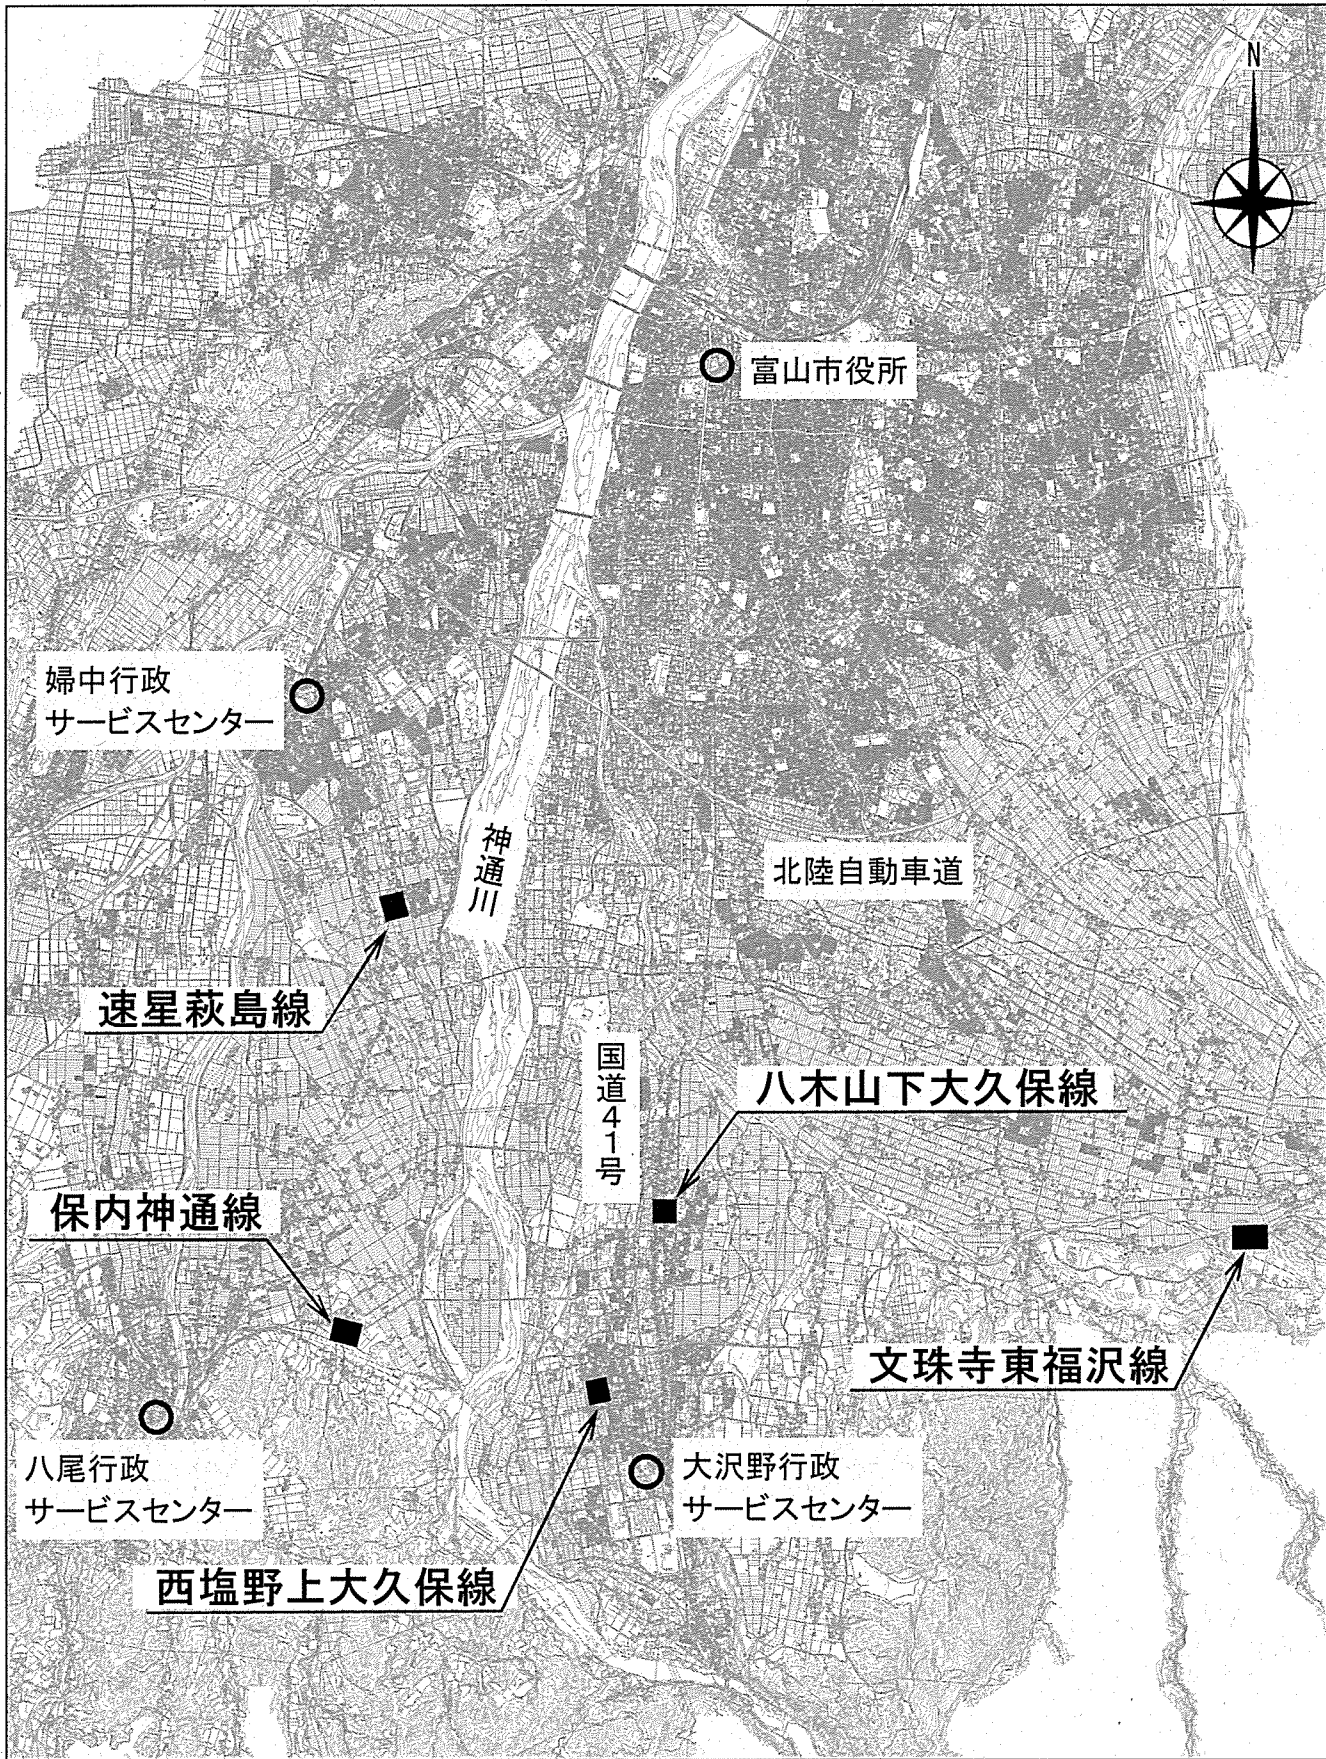 N
富山市役所
婦中行政
サービスセンター
神通川
北陸自動車道
速星萩島線
国道41号
八木山下大久保線
保内神通線
文珠寺東福沢線
八尾行政
サービスセンター
大沢野行政
サービスセンター
西塩野上大久保線